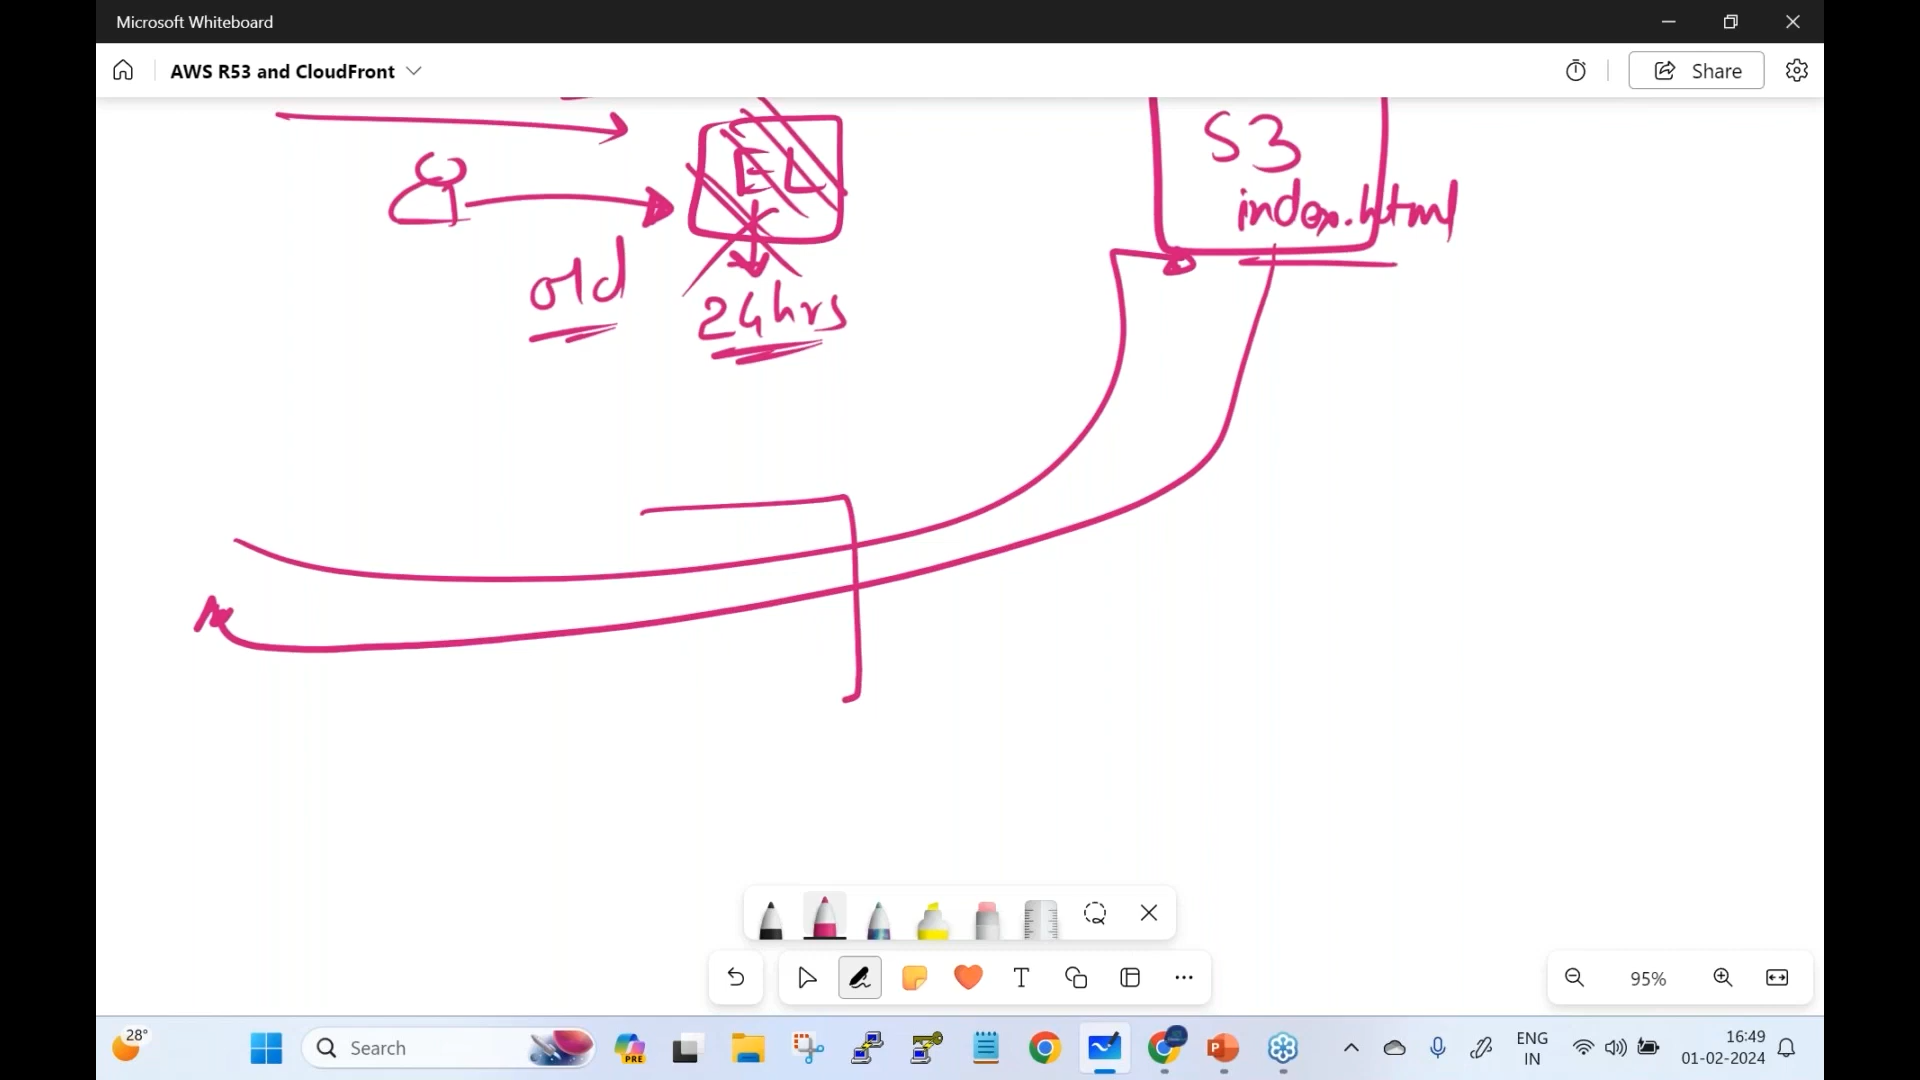 Microsoft Whiteboard
AWS R53 and CloudFront
Share
S3
index.html
EL
old
24hrs
95%
28°
Search
PRE
ENG
IN
16:49
01-02-2024